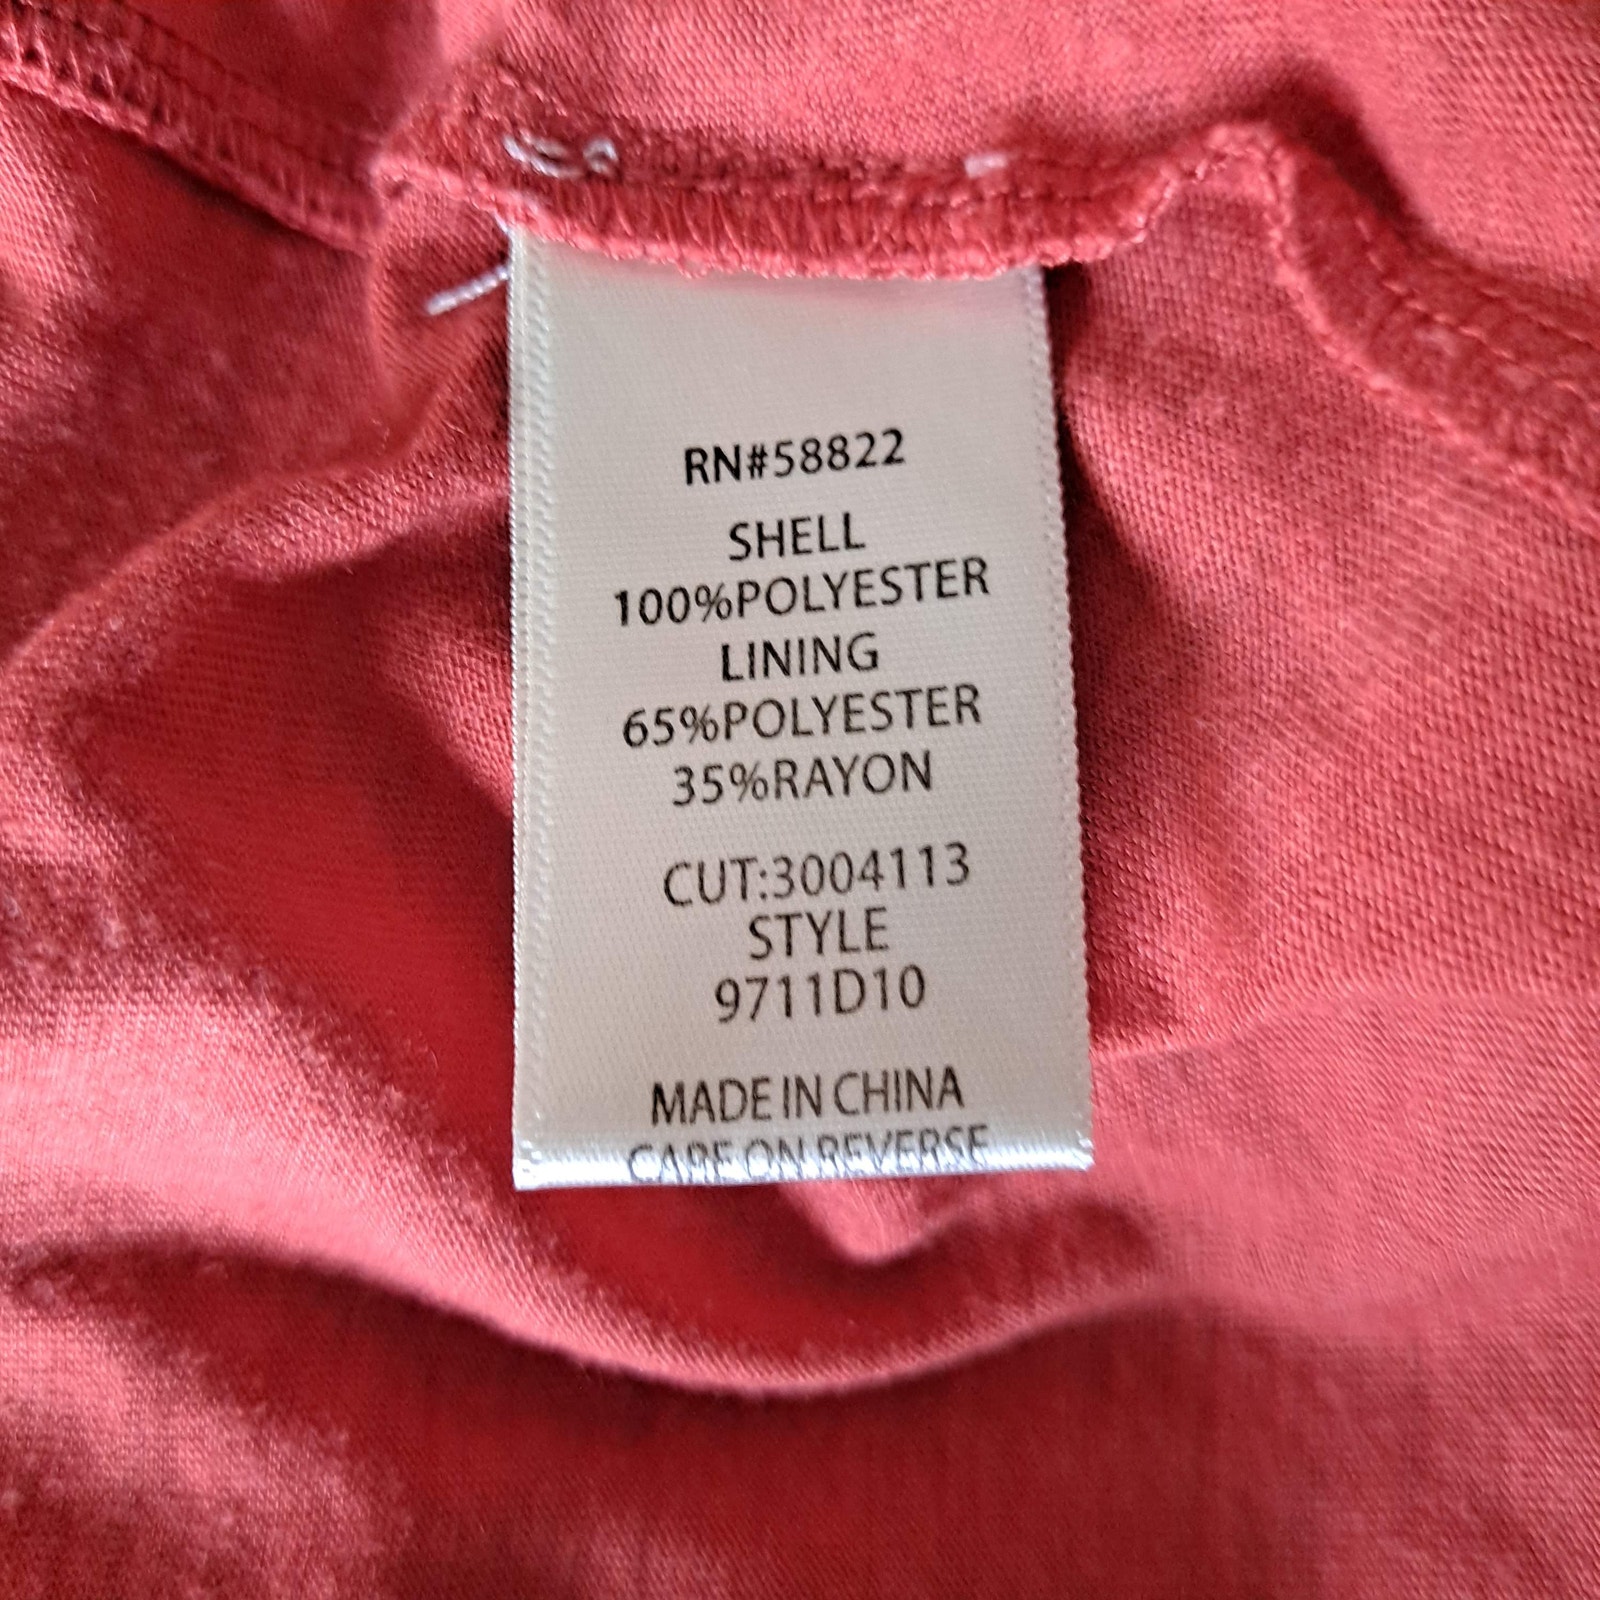 RN#58822
SHELL
100%POLYESTER
LINING
65%POLYESTER
35%RAYON
CUT:3004113
STYLE
9711D10
MADE IN CHINA
CARE ON REVERSE